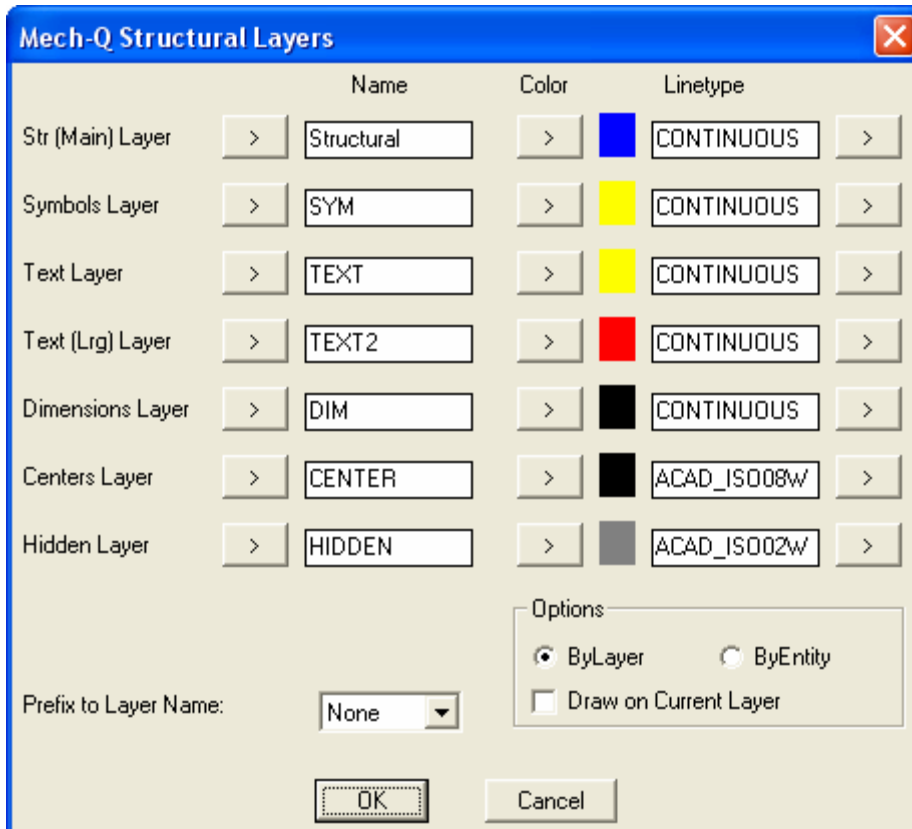 Mech-Q Structural Layers
Name Color Linetype
Str (Main) Layer > Structural > CONTINUOUS >
Symbols Layer > SYM > CONTINUOUS >
Text Layer > TEXT > CONTINUOUS >
Text (Lrg) Layer > TEXT2 > CONTINUOUS >
Dimensions Layer > DIM > CONTINUOUS >
Centers Layer > CENTER > ACAD_ISO08W >
Hidden Layer > HIDDEN > ACAD_ISO02W >
Options
ByLayer ByEntity
Draw on Current Layer
Prefix to Layer Name: None
OK Cancel